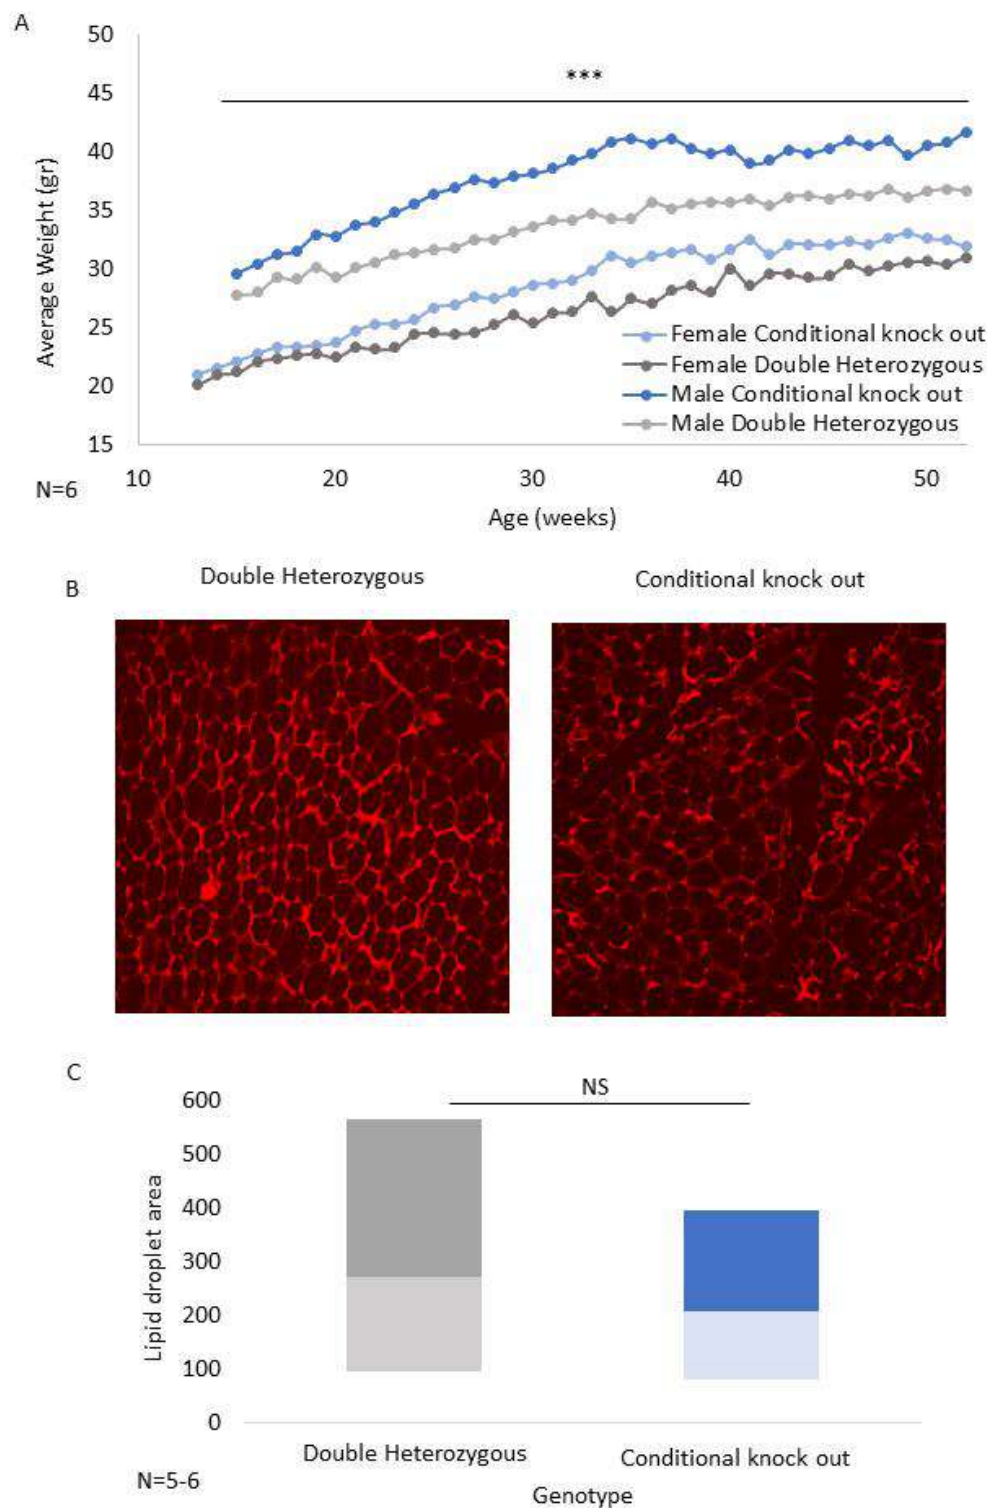 A
50
45
40
35
30
25
20
15
Average Weight (gr)
***
Female Conditional knock out
Female Double Heterozygous
Male Conditional knock out
Male Double Heterozygous
10 20 30 40 50
N=6
Age (weeks)
B
Double Heterozygous Conditional knock out
C
NS
600
500
400
300
200
100
0
Lipid droplet area
Double Heterozygous Conditional knock out
N=5-6
Genotype